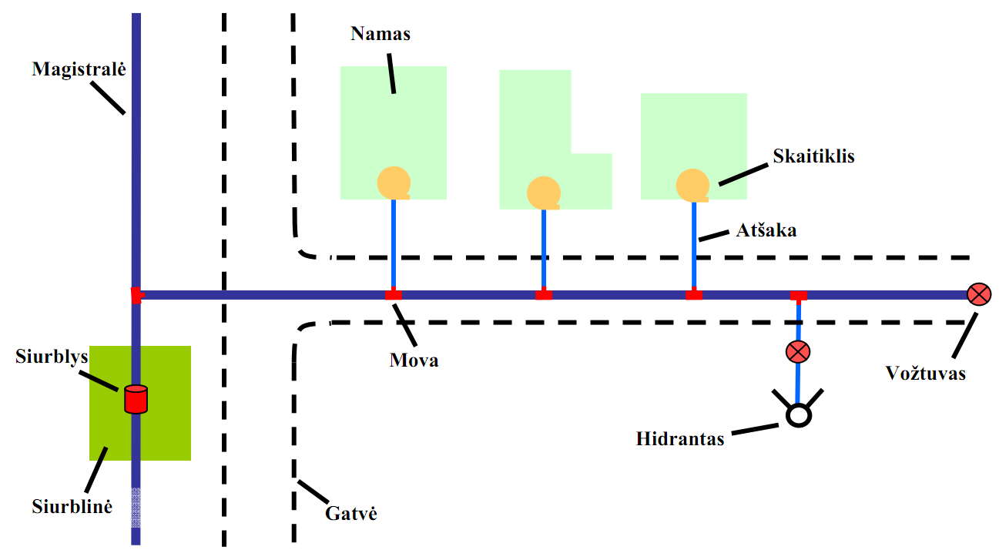 Namas
Magistralė
Skaitiklis
Atšaka
Siurblys
Mova
Vožtuvas
Hidrantas
Siurblinė
Gatvė